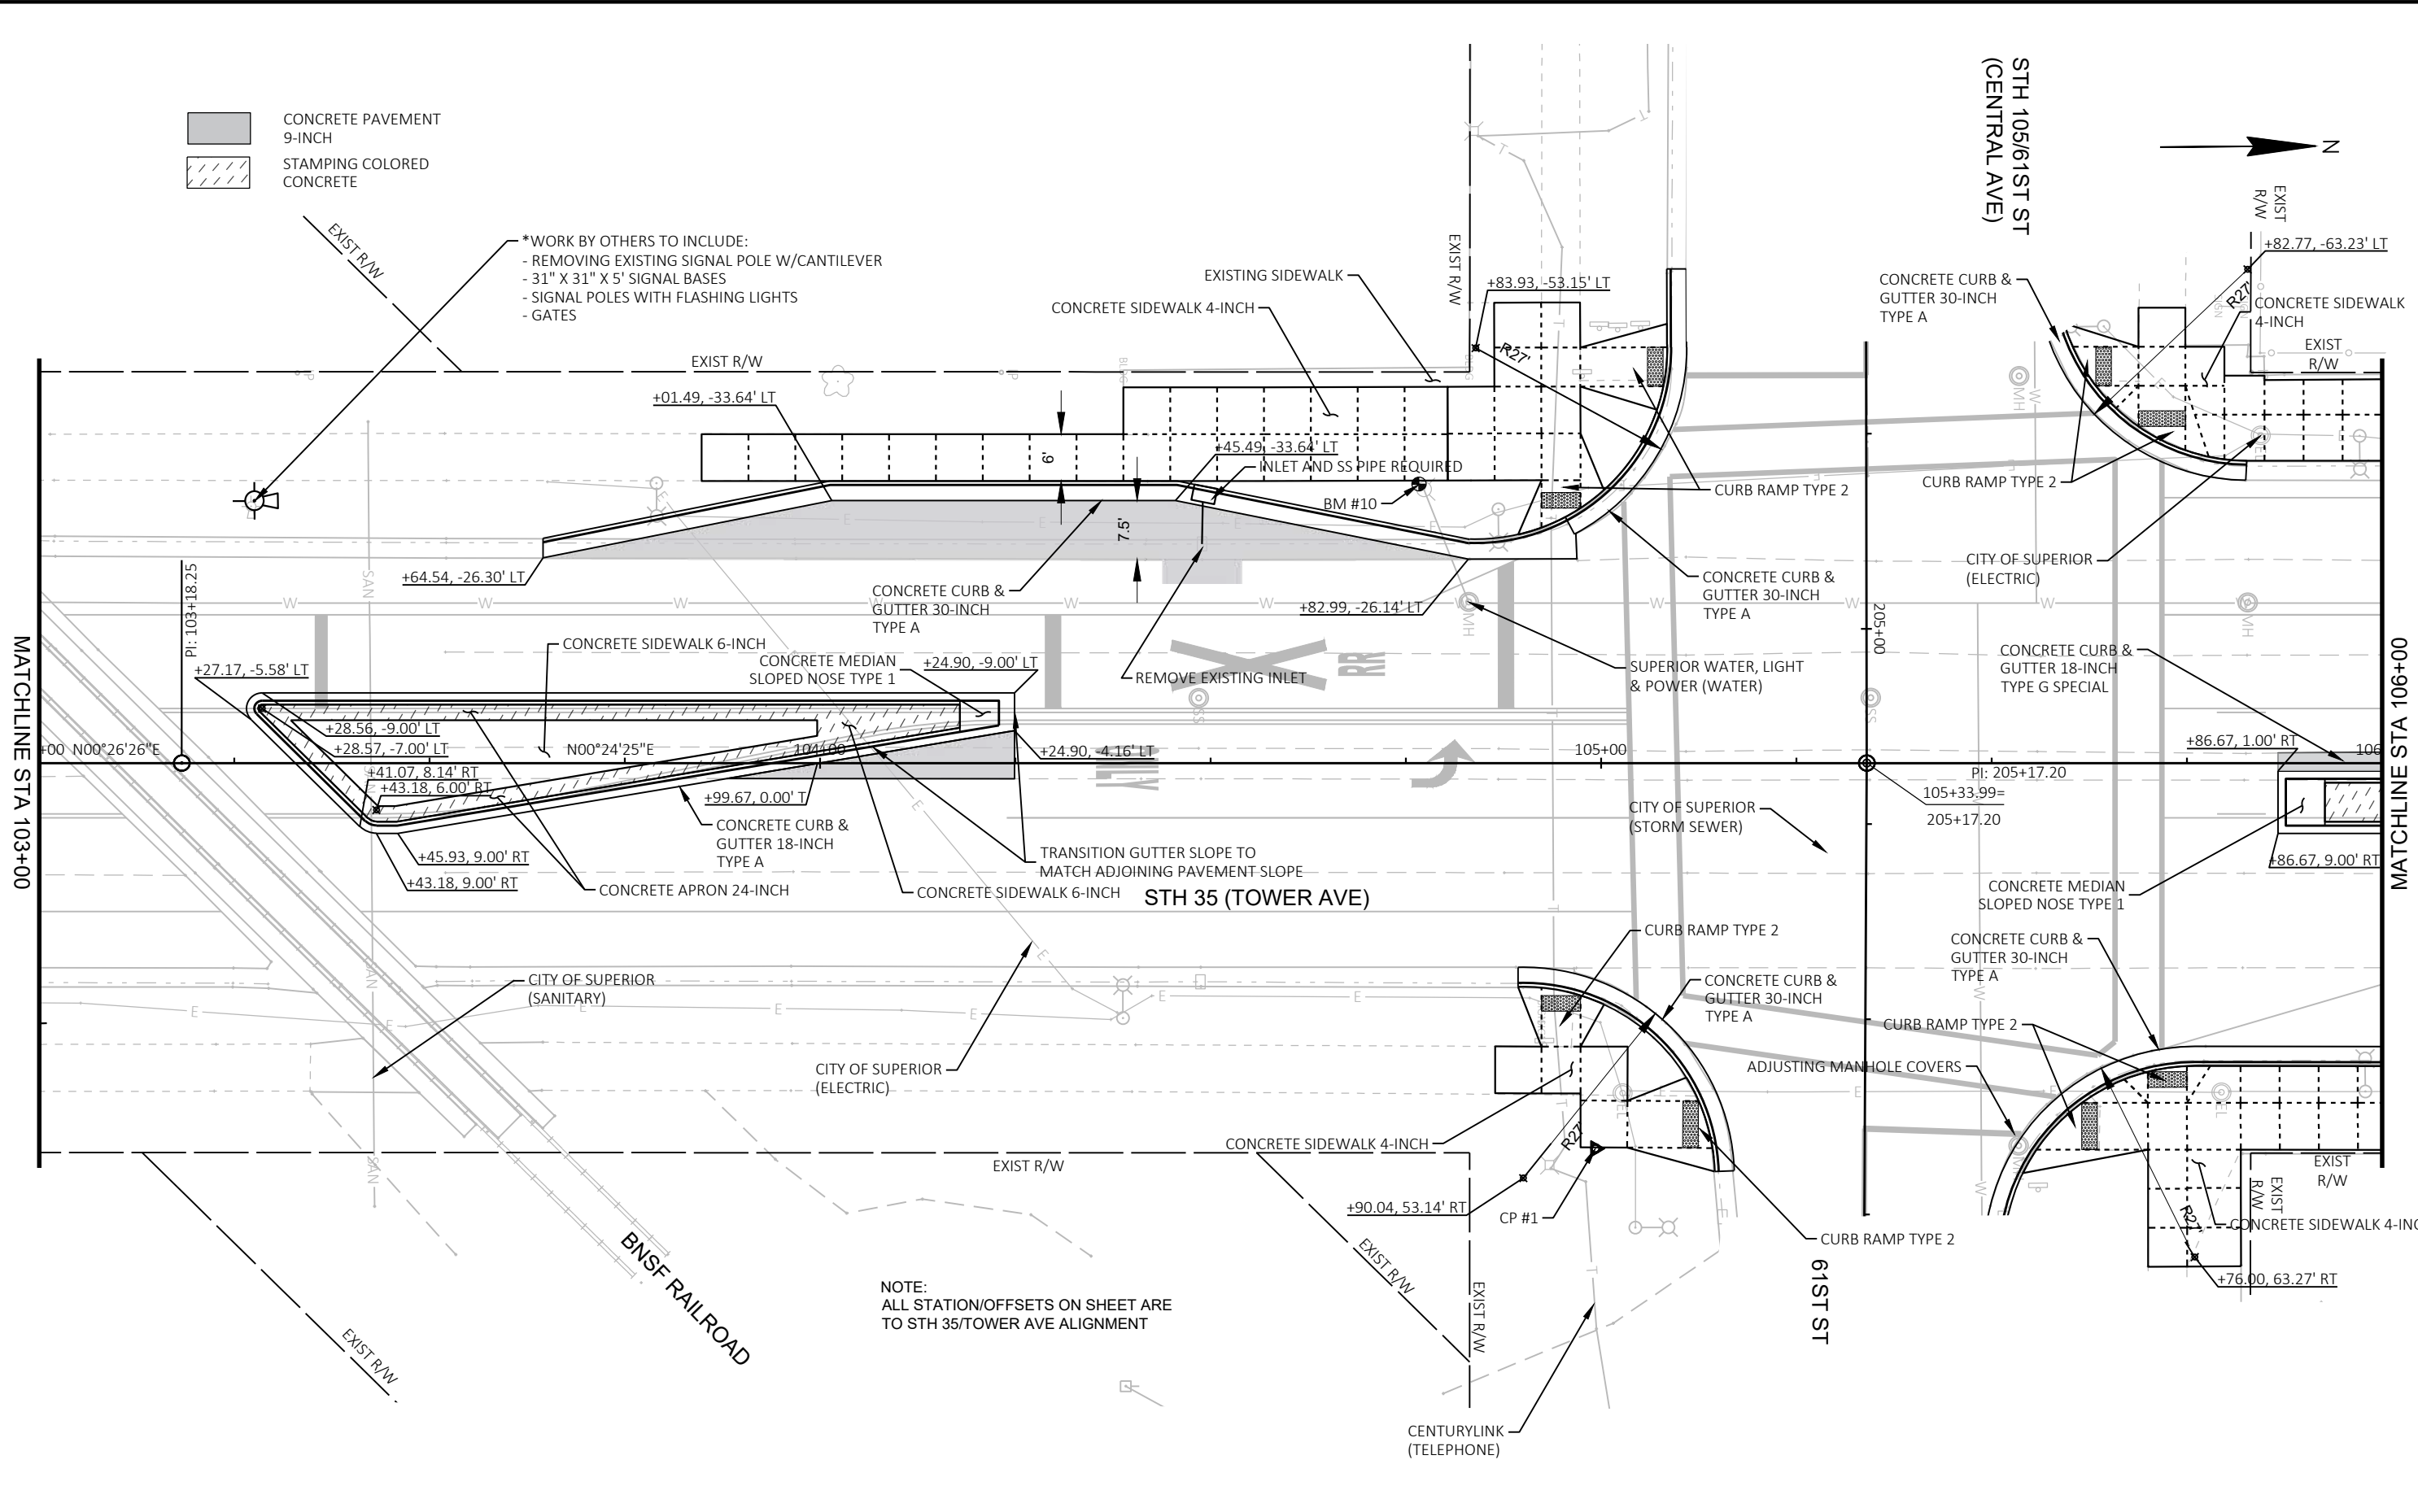 STH 105/61ST ST
(CENTRAL AVE)
N
CONCRETE PAVEMENT
9-INCH
STAMPING COLORED
CONCRETE
EXIST R/W
*WORK BY OTHERS TO INCLUDE:
- REMOVING EXISTING SIGNAL POLE W/CANTILEVER
- 31" X 31" X 5' SIGNAL BASES
- SIGNAL POLES WITH FLASHING LIGHTS
- GATES
EXISTING SIDEWALK
CONCRETE SIDEWALK 4-INCH
EXIST R/W
+83.93, -53.15' LT
R27'
CONCRETE CURB &
GUTTER 30-INCH
TYPE A
EXIST
R/W
+82.77, -63.23' LT
R27'
CONCRETE SIDEWALK
4-INCH
EXIST
R/W
EXIST R/W
+01.49, -33.64' LT
6'
+45.49, -33.64' LT
INLET AND SS PIPE REQUIRED
BM #10
CURB RAMP TYPE 2
CURB RAMP TYPE 2
7.5'
+64.54, -26.30' LT
CONCRETE CURB &
GUTTER 30-INCH
TYPE A
+82.99, -26.14' LT
CONCRETE CURB &
GUTTER 30-INCH
TYPE A
CITY OF SUPERIOR
(ELECTRIC)
PI: 103+18.25
205+00
MATCHLINE STA 103+00
+27.17, -5.58' LT
CONCRETE SIDEWALK 6-INCH
CONCRETE MEDIAN
SLOPED NOSE TYPE 1
+24.90, -9.00' LT
REMOVE EXISTING INLET
SUPERIOR WATER, LIGHT
& POWER (WATER)
CONCRETE CURB &
GUTTER 18-INCH
TYPE G SPECIAL
MATCHLINE STA 106+00
+28.56, -9.00' LT
+28.57, -7.00' LT
+00 N00°26'26"E
N00°24'25"E
104+00
+24.90, -4.16' LT
105+00
+86.67, 1.00' RT
106
+41.07, 8.14' RT
+43.18, 6.00' RT
+99.67, 0.00' T
PI: 205+17.20
105+33.99=
205+17.20
CITY OF SUPERIOR
(STORM SEWER)
CONCRETE CURB &
GUTTER 18-INCH
TYPE A
+45.93, 9.00' RT
+43.18, 9.00' RT
CONCRETE APRON 24-INCH
TRANSITION GUTTER SLOPE TO
MATCH ADJOINING PAVEMENT SLOPE
CONCRETE SIDEWALK 6-INCH
STH 35 (TOWER AVE)
+86.67, 9.00' RT
CONCRETE MEDIAN
SLOPED NOSE TYPE 1
CURB RAMP TYPE 2
CONCRETE CURB &
GUTTER 30-INCH
TYPE A
CITY OF SUPERIOR
(SANITARY)
CONCRETE CURB &
GUTTER 30-INCH
TYPE A
CURB RAMP TYPE 2
CITY OF SUPERIOR
(ELECTRIC)
ADJUSTING MANHOLE COVERS
CONCRETE SIDEWALK 4-INCH
R27'
EXIST R/W
EXIST
R/W
EXIST
R/W
+90.04, 53.14' RT
CP #1
R27'
CONCRETE SIDEWALK 4-INC
CURB RAMP TYPE 2
+76.00, 63.27' RT
BNSF RAILROAD
EXIST R/W
EXIST R/W
61ST ST
NOTE:
ALL STATION/OFFSETS ON SHEET ARE
TO STH 35/TOWER AVE ALIGNMENT
EXIST R/W
CENTURYLINK
(TELEPHONE)